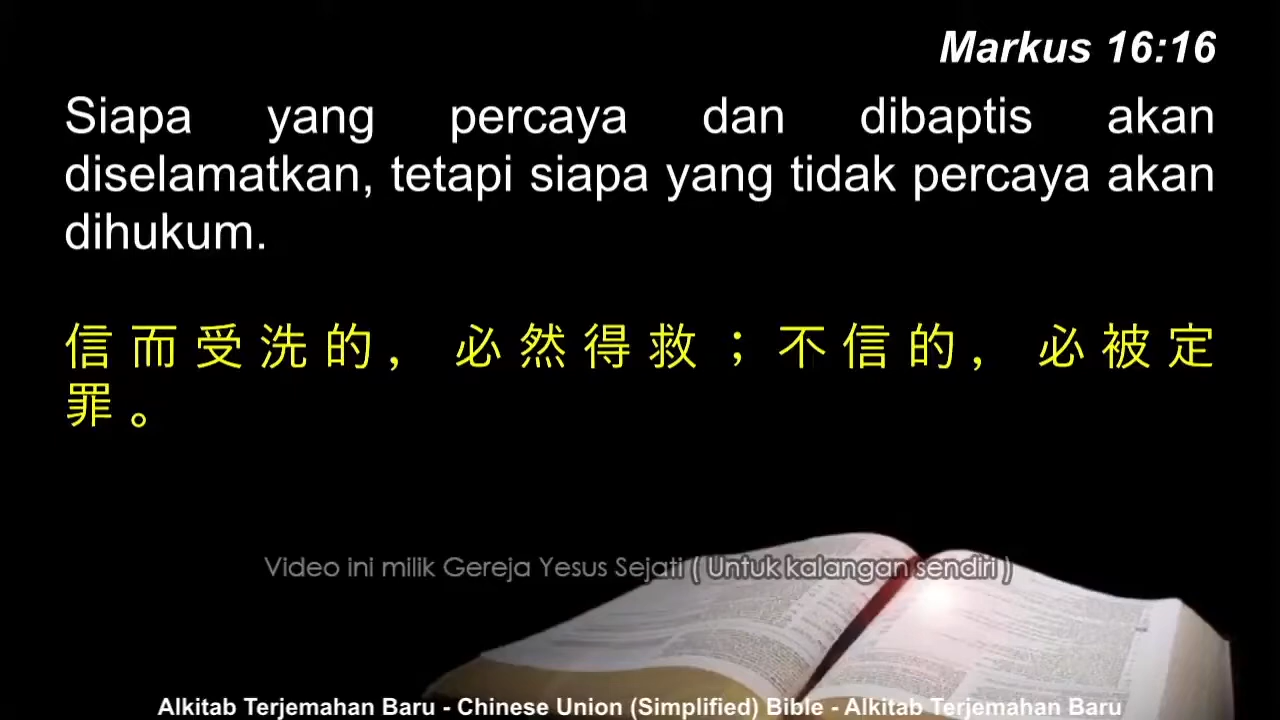 Markus 16:16
Siapa yang percaya dan dibaptis akan
diselamatkan, tetapi siapa yang tidak percaya akan
dihukum.
信而受洗的, 必然得救；不信的, 必被定
罪。
Video ini milik Gereja Yesus Sejati ( Untuk kalangan sendiri )
Alkitab Terjemahan Baru - Chinese Union (Simplified) Bible - Alkitab Terjemahan Baru